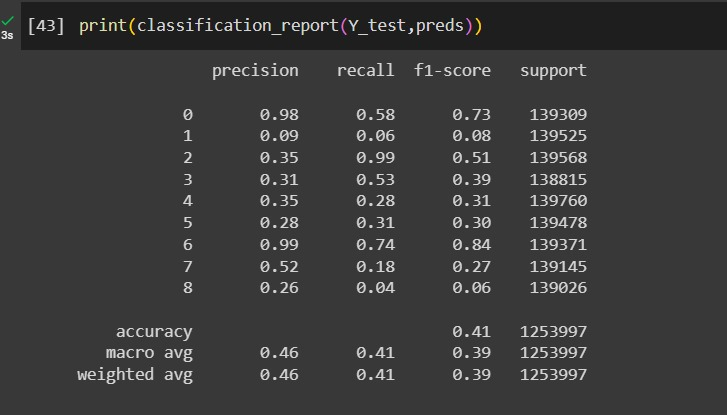 [43] print(classification_report(Y_test,preds))
3s
precision recall f1-score support
0 0.98 0.58 0.73 139309
1 0.09 0.06 0.08 139525
2 0.35 0.99 0.51 139568
3 0.31 0.53 0.39 138815
4 0.35 0.28 0.31 139760
5 0.28 0.31 0.30 139478
6 0.99 0.74 0.84 139371
7 0.52 0.18 0.27 139145
8 0.26 0.04 0.06 139026
accuracy 0.41 1253997
macro avg 0.46 0.41 0.39 1253997
weighted avg 0.46 0.41 0.39 1253997